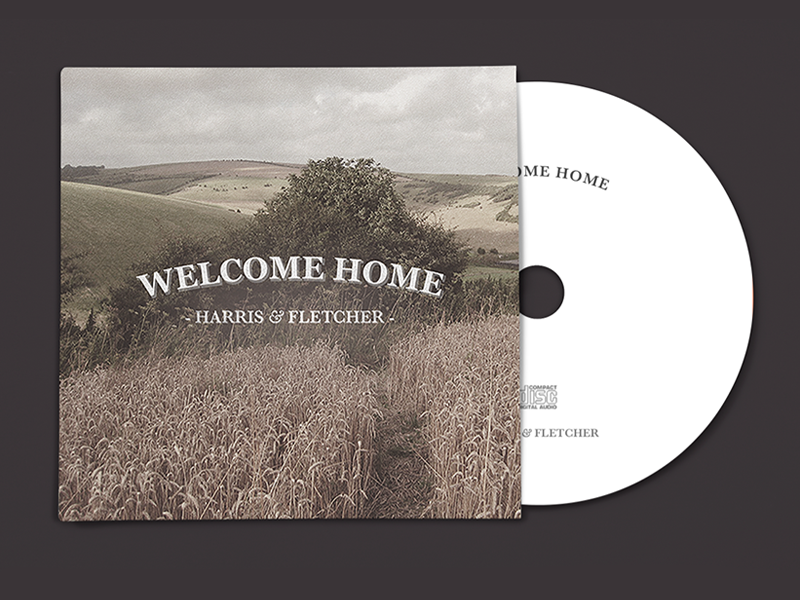 WELCOME HOME
- HARRIS & FLETCHER -
OME HOME
COMPACT
disc
DIGITAL AUDIO
& FLETCHER